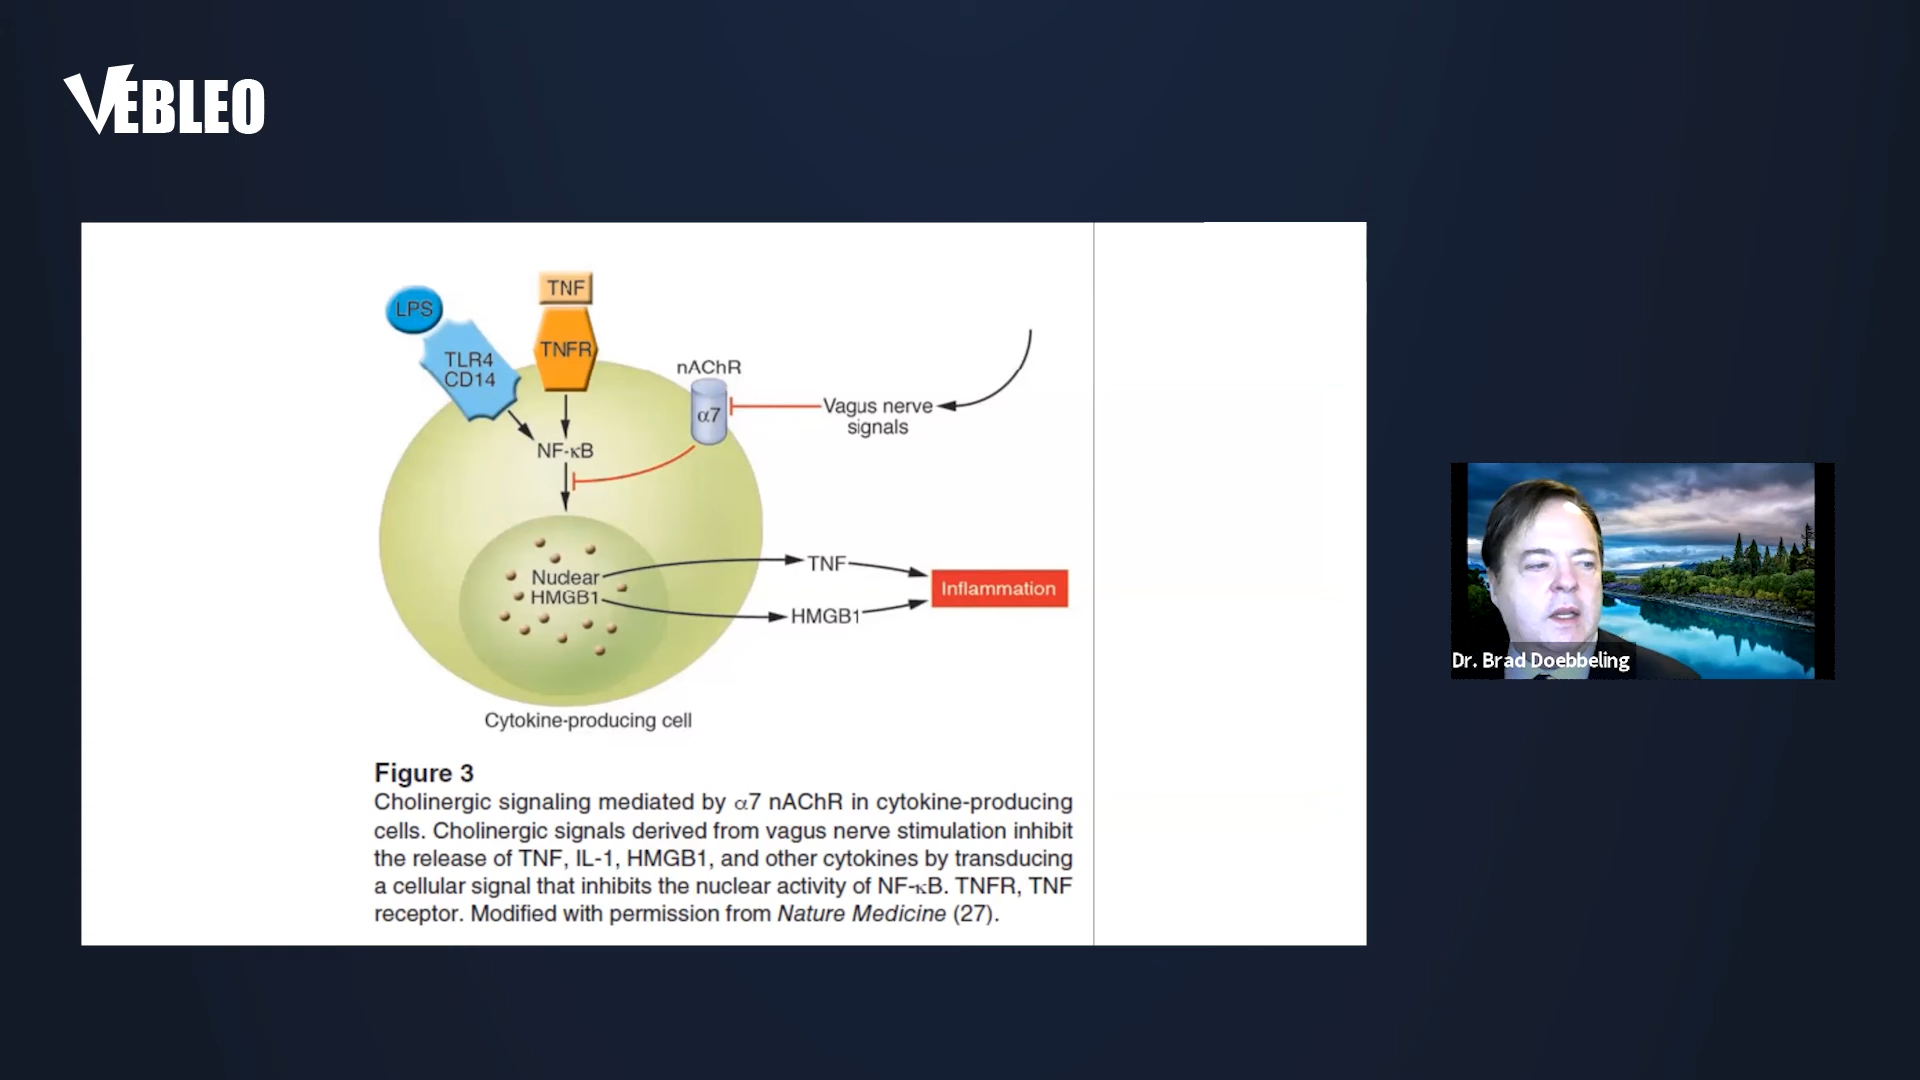 VEBLEO
LPS
TNF
TLR4
CD14
TNFR
nAChR
α7
Vagus nerve
signals
NF-κB
Nuclear
HMGB1
TNF
HMGB1
Inflammation
Cytokine-producing cell
Figure 3
Cholinergic signaling mediated by α7 nAChR in cytokine-producing
cells. Cholinergic signals derived from vagus nerve stimulation inhibit
the release of TNF, IL-1, HMGB1, and other cytokines by transducing
a cellular signal that inhibits the nuclear activity of NF-κB. TNFR, TNF
receptor. Modified with permission from Nature Medicine (27).
Dr. Brad Doebbeling